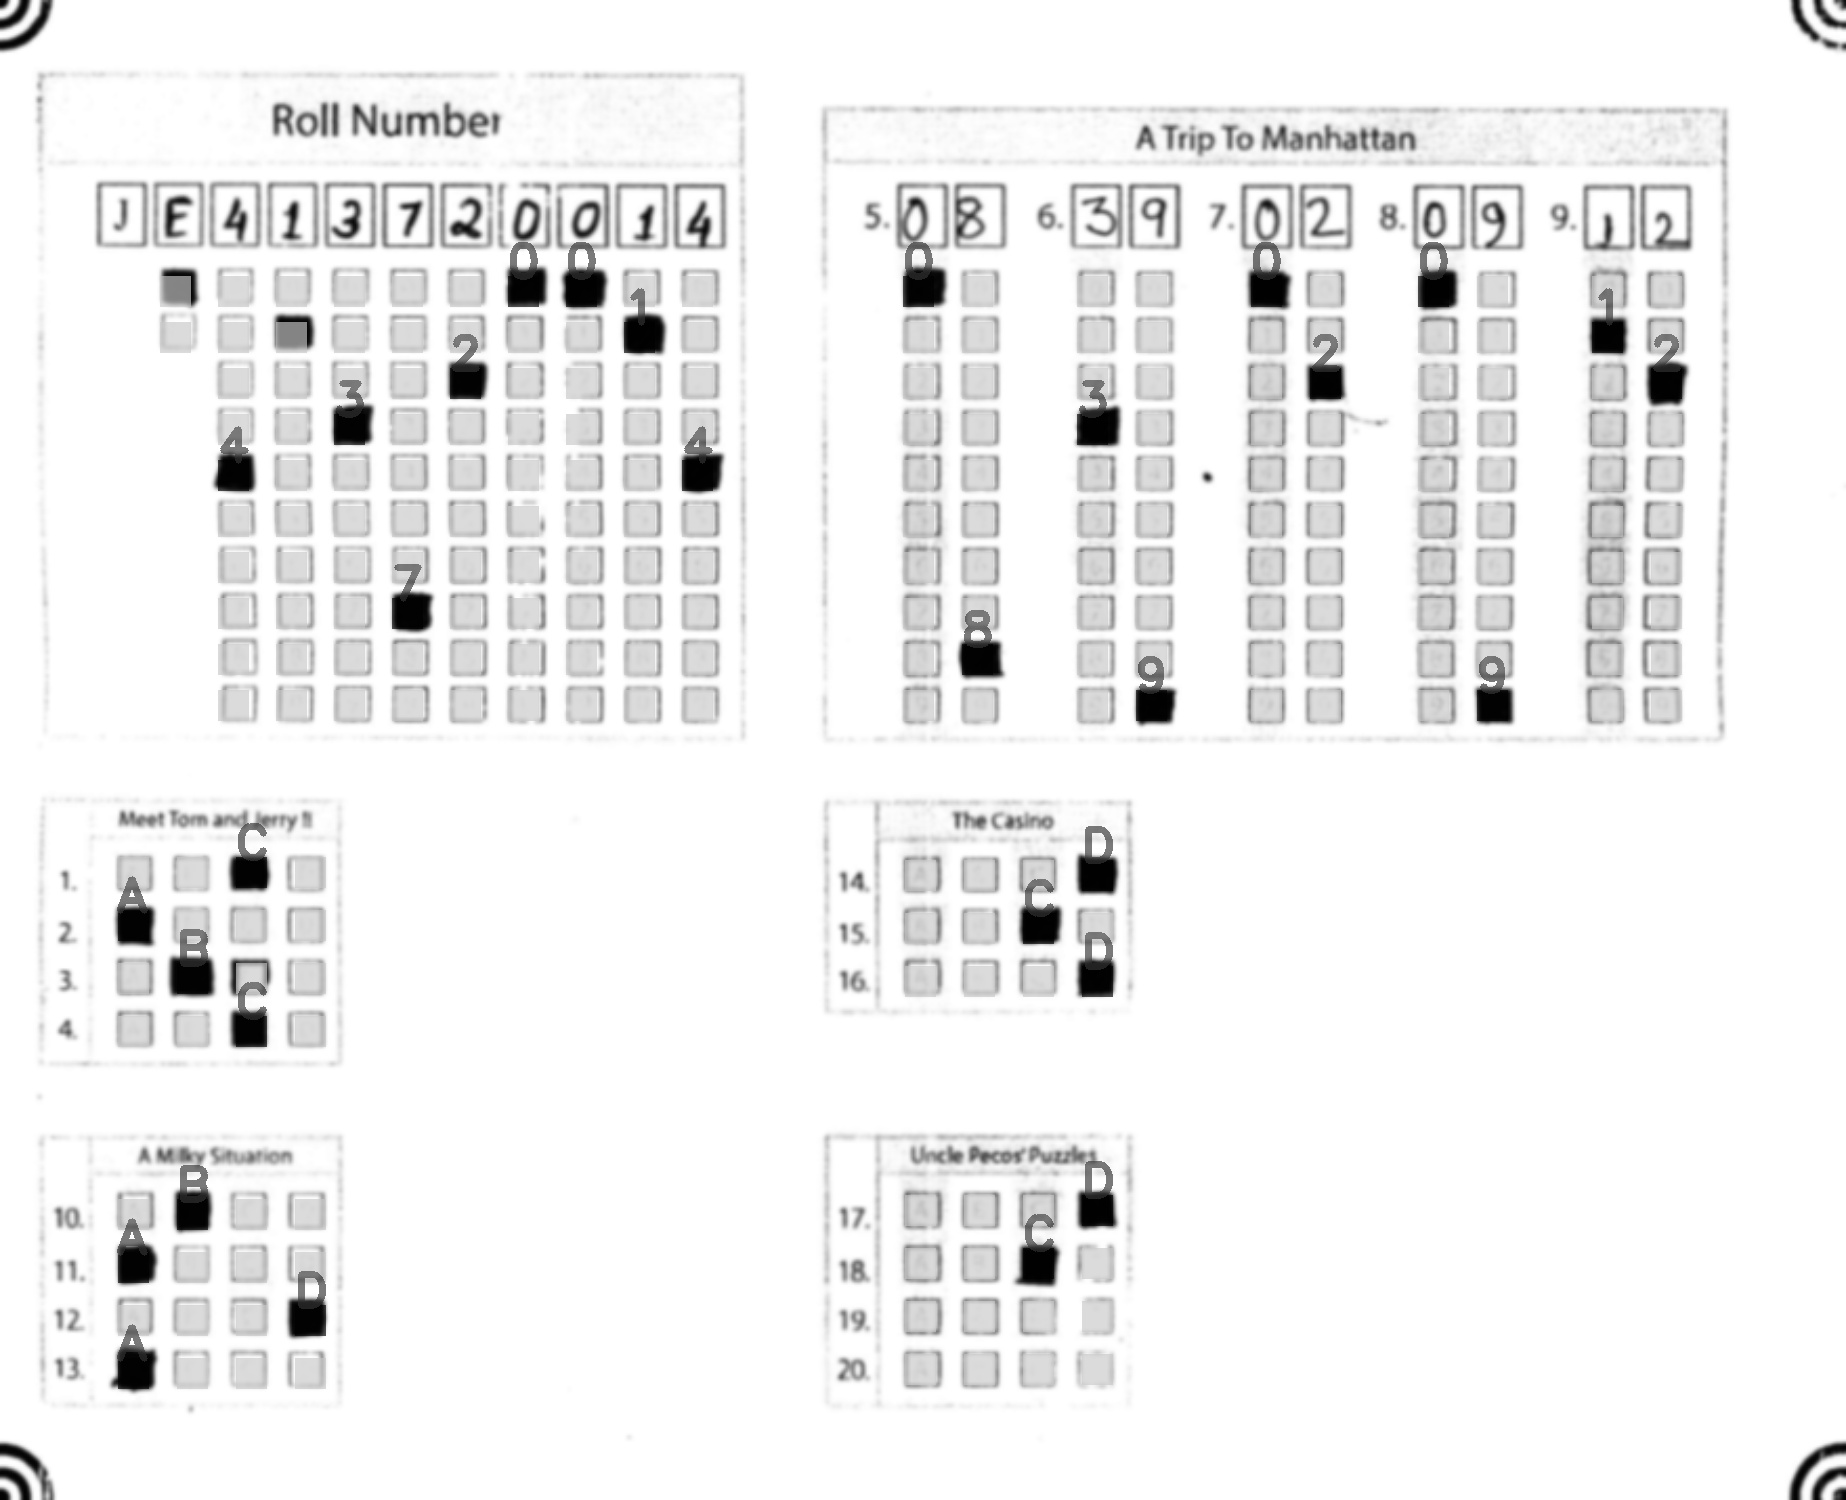 Roll Number
J E 4 1 3 7 2 0 0 1 4
0 0
1
2
3
4 4
7
A Trip To Manhattan
5. 0 8 6. 3 9 7. 0 2 8. 0 9 9. 1 2
0 0 0
1
2 2
3
8
9 9
Meet Tom and Jerry !!
C
1.
A
2.
B
3.
C
4.
The Casino
D
14.
C
15.
D
16.
A Milky Situation
B
10.
A
11.
D
12.
A
13.
Uncle Pecos' Puzzles
D
17.
C
18.
19.
20.